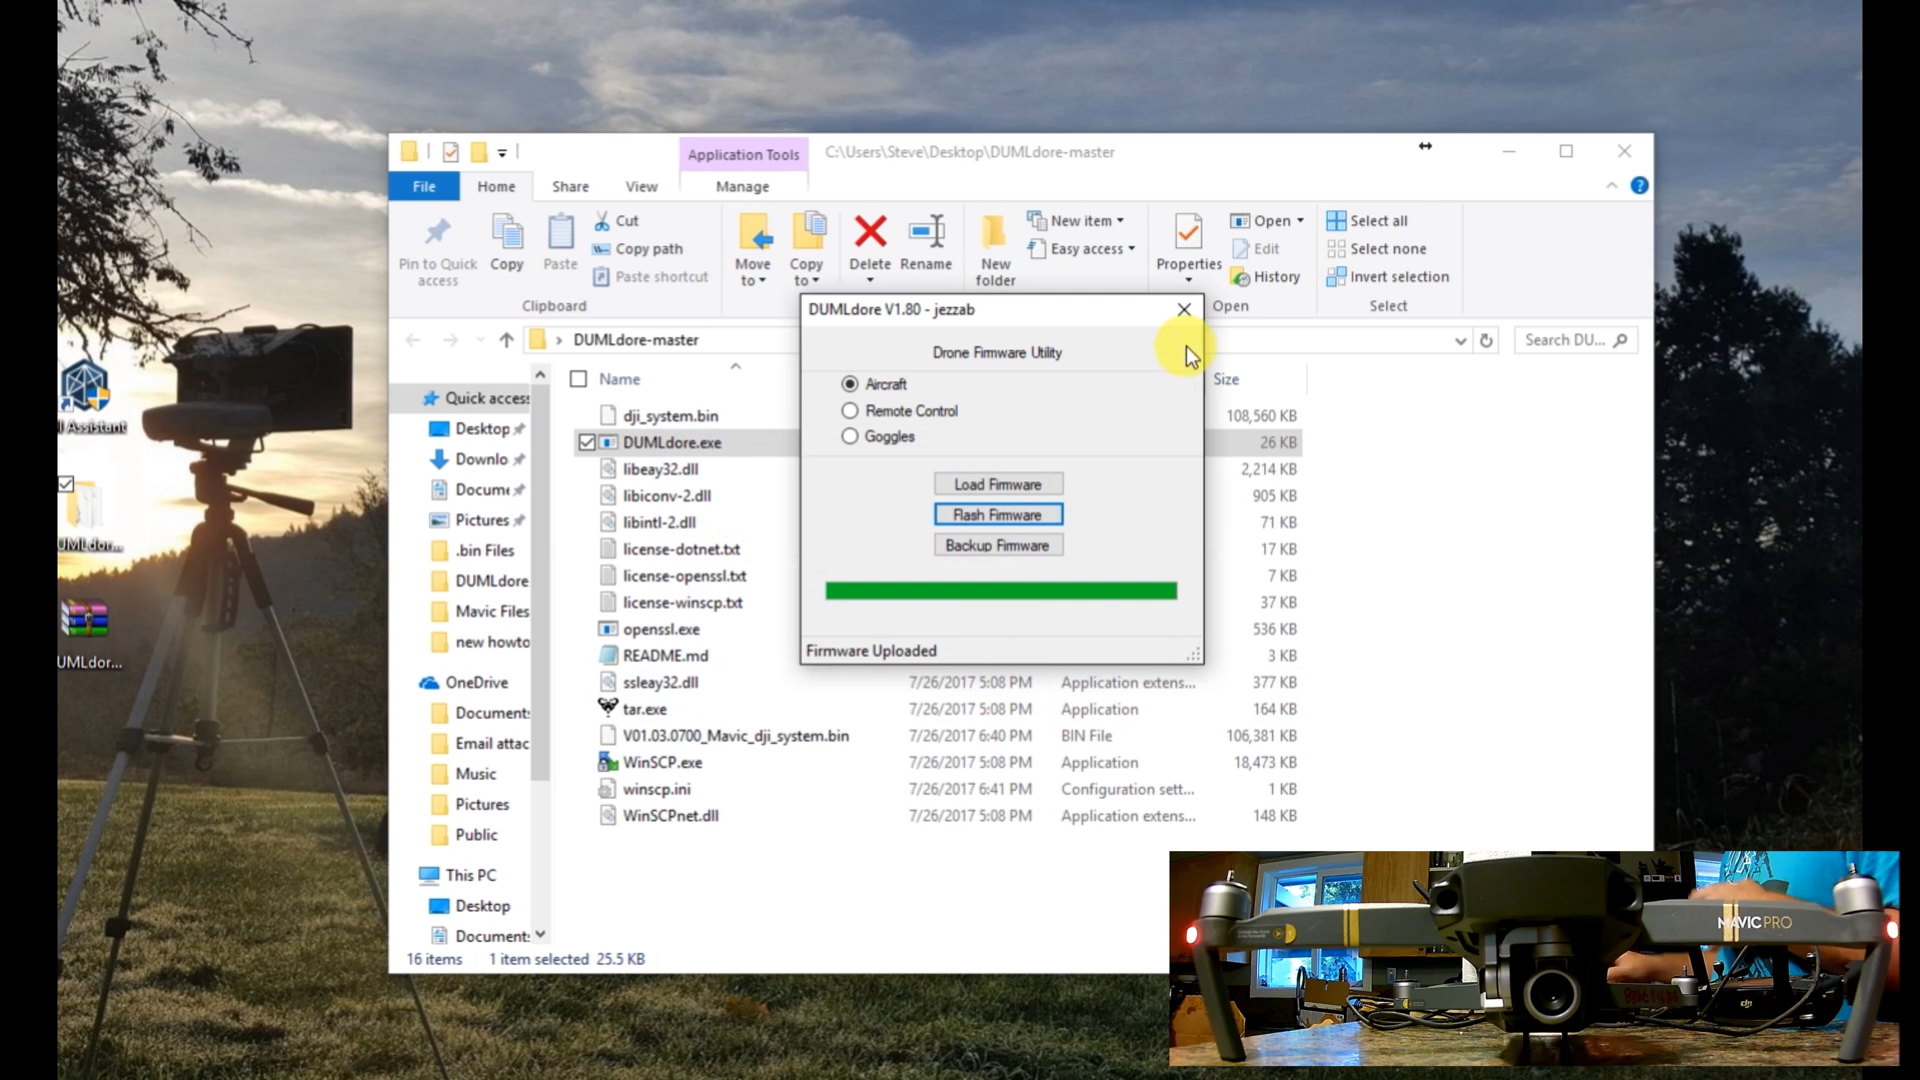 Application Tools
C:\Users\Steve\Desktop\DUMLdore-master
File
Home
Share
View
Manage
Pin to Quick access
Copy
Paste
Cut
Copy path
Paste shortcut
Clipboard
Move to
Copy to
Delete
Rename
New folder
New item
Easy access
Properties
Open
Edit
History
Open
Select all
Select none
Invert selection
Select
DUMLdore-master
Search DU...
Name
Size
Quick access
Desktop
Downlo
Docume
Pictures
.bin Files
DUMLdore
Mavic Files
new howto
OneDrive
Documents
Email attac
Music
Pictures
Public
This PC
Desktop
Documents
dji_system.bin 108,560 KB
DUMLdore.exe 26 KB
libeay32.dll 2,214 KB
libiconv-2.dll 905 KB
libintl-2.dll 71 KB
license-dotnet.txt 17 KB
license-openssl.txt 7 KB
license-winscp.txt 37 KB
openssl.exe 536 KB
README.md 3 KB
ssleay32.dll 7/26/2017 5:08 PM Application extens... 377 KB
tar.exe 7/26/2017 5:08 PM Application 164 KB
V01.03.0700_Mavic_dji_system.bin 7/26/2017 6:40 PM BIN File 106,381 KB
WinSCP.exe 7/26/2017 5:08 PM Application 18,473 KB
winscp.ini 7/26/2017 6:41 PM Configuration sett... 1 KB
WinSCPnet.dll 7/26/2017 5:08 PM Application extens... 148 KB
16 items 1 item selected 25.5 KB
DUMLdore V1.80 - jezzab
Drone Firmware Utility
Aircraft
Remote Control
Goggles
Load Firmware
Flash Firmware
Backup Firmware
Firmware Uploaded
I Assistant
UMLdor...
UMLdor...
MAVIC PRO
dji